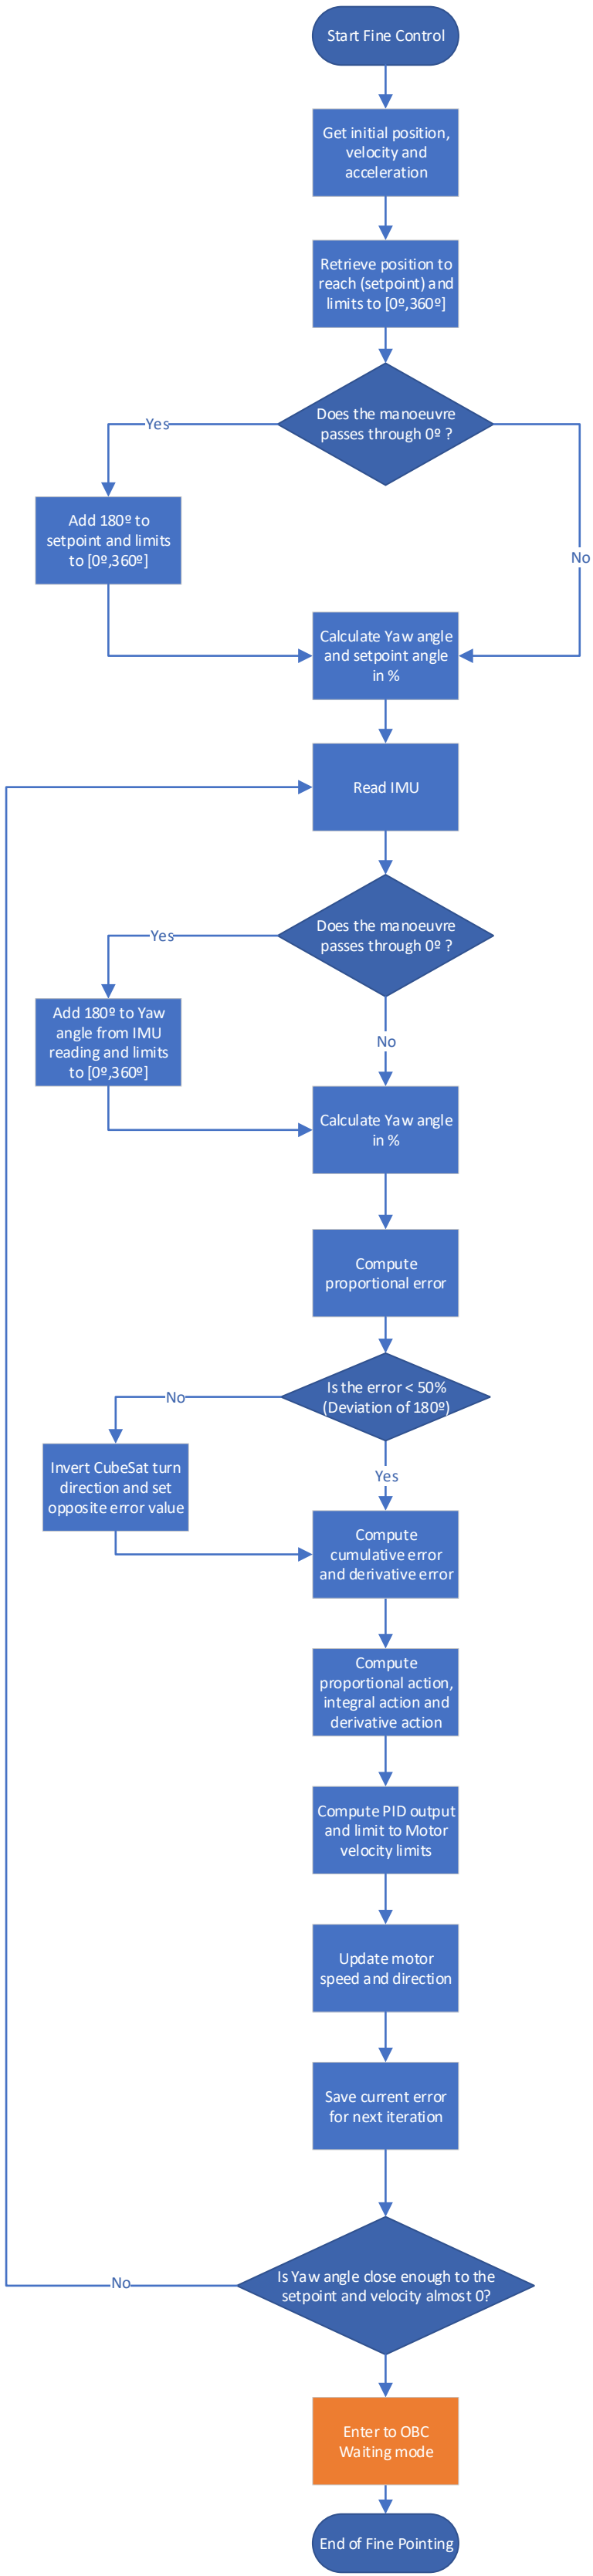 Start Fine Control
Get initial position,
velocity and
acceleration
Retrieve position to
reach (setpoint) and
limits to [0º,360º]
Does the manoeuvre
passes through 0º ?
Yes
No
Add 180º to
setpoint and limits
to [0º,360º]
Calculate Yaw angle
and setpoint angle
in %
Read IMU
Does the manoeuvre
passes through 0º ?
Yes
No
Add 180º to Yaw
angle from IMU
reading and limits
to [0º,360º]
Calculate Yaw angle
in %
Compute
proportional error
Is the error < 50%
(Deviation of 180º)
No
Yes
Invert CubeSat turn
direction and set
opposite error value
Compute
cumulative error
and derivative error
Compute
proportional action,
integral action and
derivative action
Compute PID output
and limit to Motor
velocity limits
Update motor
speed and direction
Save current error
for next iteration
Is Yaw angle close enough to the
setpoint and velocity almost 0?
No
Enter to OBC
Waiting mode
End of Fine Pointing